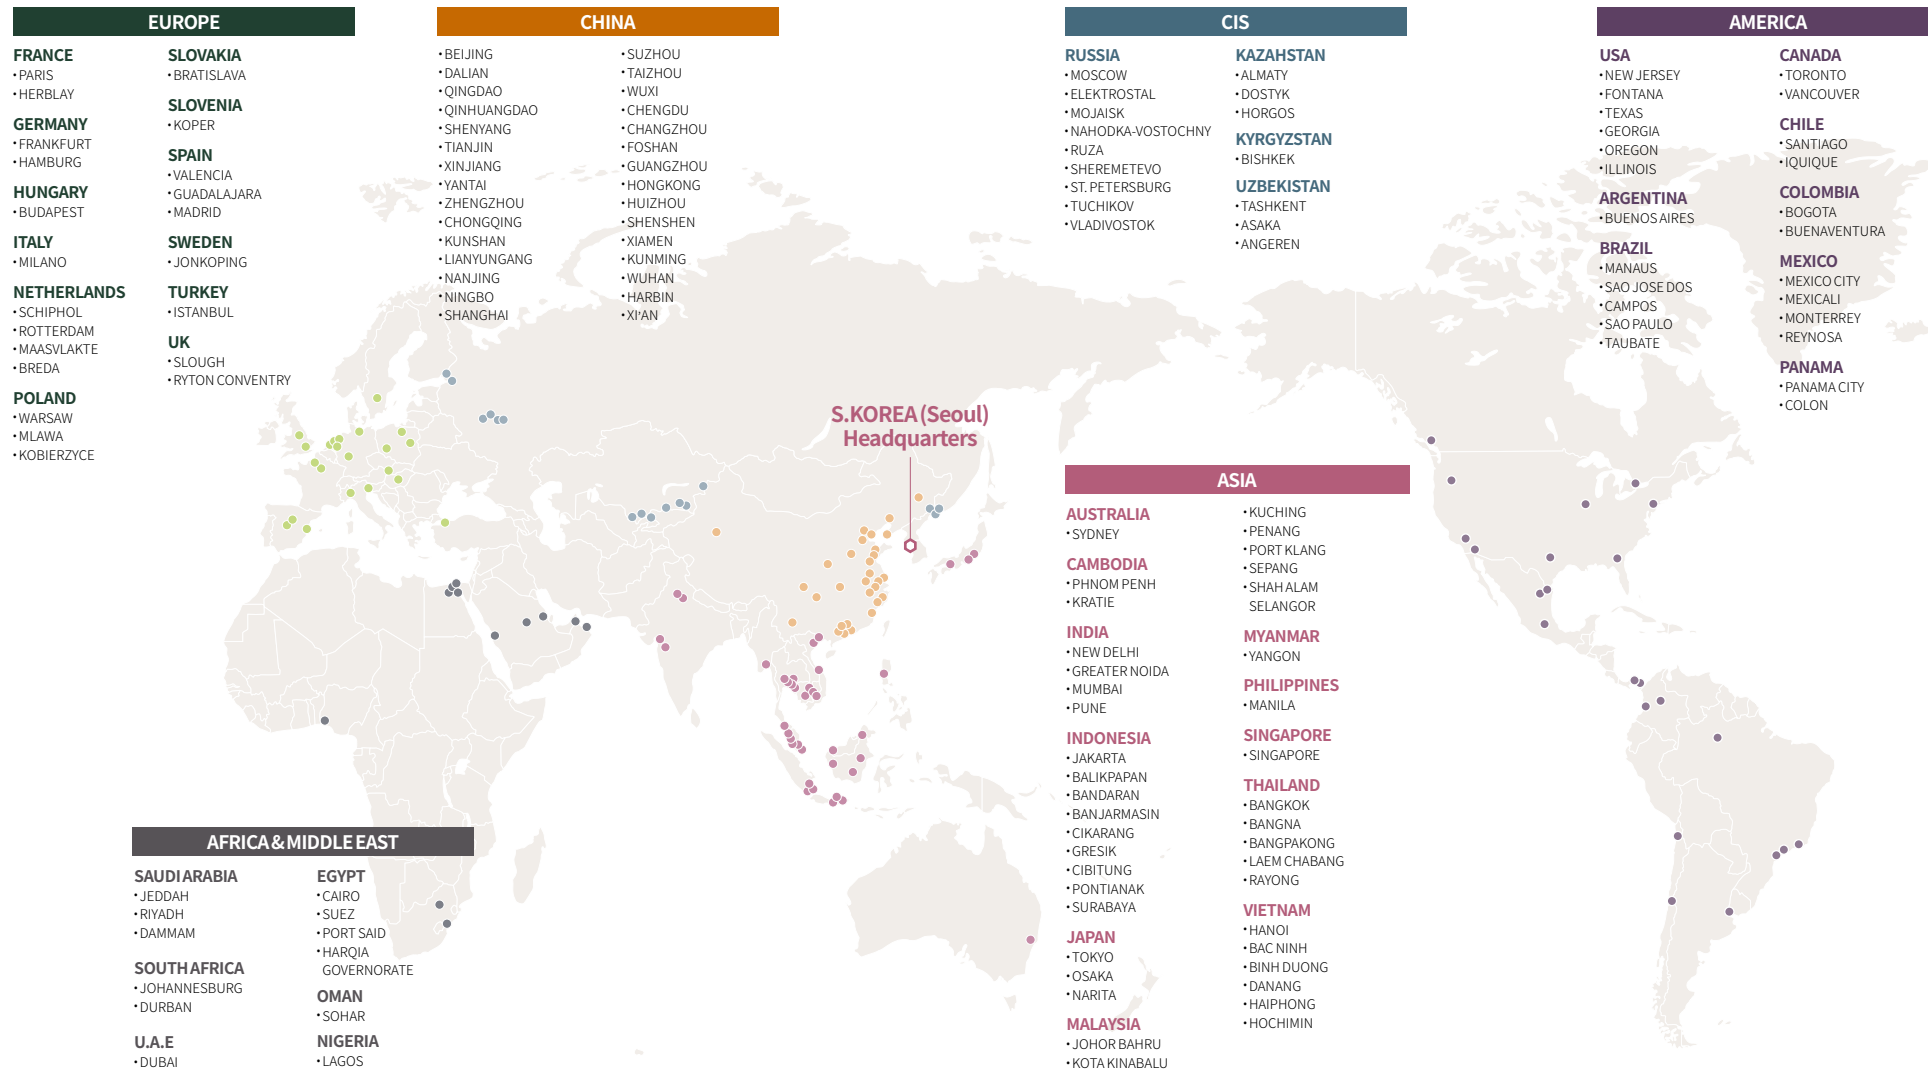 EUROPE
FRANCE
•PARIS
•HERBLAY
GERMANY
•FRANKFURT
•HAMBURG
HUNGARY
•BUDAPEST
ITALY
•MILANO
NETHERLANDS
•SCHIPHOL
•ROTTERDAM
•MAASVLAKTE
•BREDA
POLAND
•WARSAW
•MLAWA
•KOBIERZYCE
SLOVAKIA
•BRATISLAVA
SLOVENIA
•KOPER
SPAIN
•VALENCIA
•GUADALAJARA
•MADRID
SWEDEN
•JONKOPING
TURKEY
•ISTANBUL
UK
•SLOUGH
•RYTON CONVENTRY
CHINA
•BEIJING
•DALIAN
•QINGDAO
•QINHUANGDAO
•SHENYANG
•TIANJIN
•XINJIANG
•YANTAI
•ZHENGZHOU
•CHONGQING
•KUNSHAN
•LIANYUNGANG
•NANJING
•NINGBO
•SHANGHAI
•SUZHOU
•TAIZHOU
•WUXI
•CHENGDU
•CHANGZHOU
•FOSHAN
•GUANGZHOU
•HONGKONG
•HUIZHOU
•SHENSHEN
•XIAMEN
•KUNMING
•WUHAN
•HARBIN
•XI'AN
CIS
RUSSIA
•MOSCOW
•ELEKTROSTAL
•MOJAISK
•NAHODKA-VOSTOCHNY
•RUZA
•SHEREMETEVO
•ST. PETERSBURG
•TUCHIKOV
•VLADIVOSTOK
KAZAHSTAN
•ALMATY
•DOSTYK
•HORGOS
KYRGYZSTAN
•BISHKEK
UZBEKISTAN
•TASHKENT
•ASAKA
•ANGEREN
AMERICA
USA
•NEW JERSEY
•FONTANA
•TEXAS
•GEORGIA
•OREGON
•ILLINOIS
ARGENTINA
•BUENOS AIRES
BRAZIL
•MANAUS
•SAO JOSE DOS
•CAMPOS
•SAO PAULO
•TAUBATE
CANADA
•TORONTO
•VANCOUVER
CHILE
•SANTIAGO
•IQUIQUE
COLOMBIA
•BOGOTA
•BUENAVENTURA
MEXICO
•MEXICO CITY
•MEXICALI
•MONTERREY
•REYNOSA
PANAMA
•PANAMA CITY
•COLON
S.KOREA (Seoul)
Headquarters
ASIA
AUSTRALIA
•SYDNEY
CAMBODIA
•PHNOM PENH
•KRATIE
INDIA
•NEW DELHI
•GREATER NOIDA
•MUMBAI
•PUNE
INDONESIA
•JAKARTA
•BALIKPAPAN
•BANDARAN
•BANJARMASIN
•CIKARANG
•GRESIK
•CIBITUNG
•PONTIANAK
•SURABAYA
JAPAN
•TOKYO
•OSAKA
•NARITA
MALAYSIA
•JOHOR BAHRU
•KOTA KINABALU
•KUCHING
•PENANG
•PORT KLANG
•SEPANG
•SHAH ALAM
SELANGOR
MYANMAR
•YANGON
PHILIPPINES
•MANILA
SINGAPORE
•SINGAPORE
THAILAND
•BANGKOK
•BANGNA
•BANGPAKONG
•LAEM CHABANG
•RAYONG
VIETNAM
•HANOI
•BAC NINH
•BINH DUONG
•DANANG
•HAIPHONG
•HOCHIMIN
AFRICA & MIDDLE EAST
SAUDI ARABIA
•JEDDAH
•RIYADH
•DAMMAM
SOUTH AFRICA
•JOHANNESBURG
•DURBAN
U.A.E
•DUBAI
EGYPT
•CAIRO
•SUEZ
•PORT SAID
•HARQIA
GOVERNORATE
OMAN
•SOHAR
NIGERIA
•LAGOS